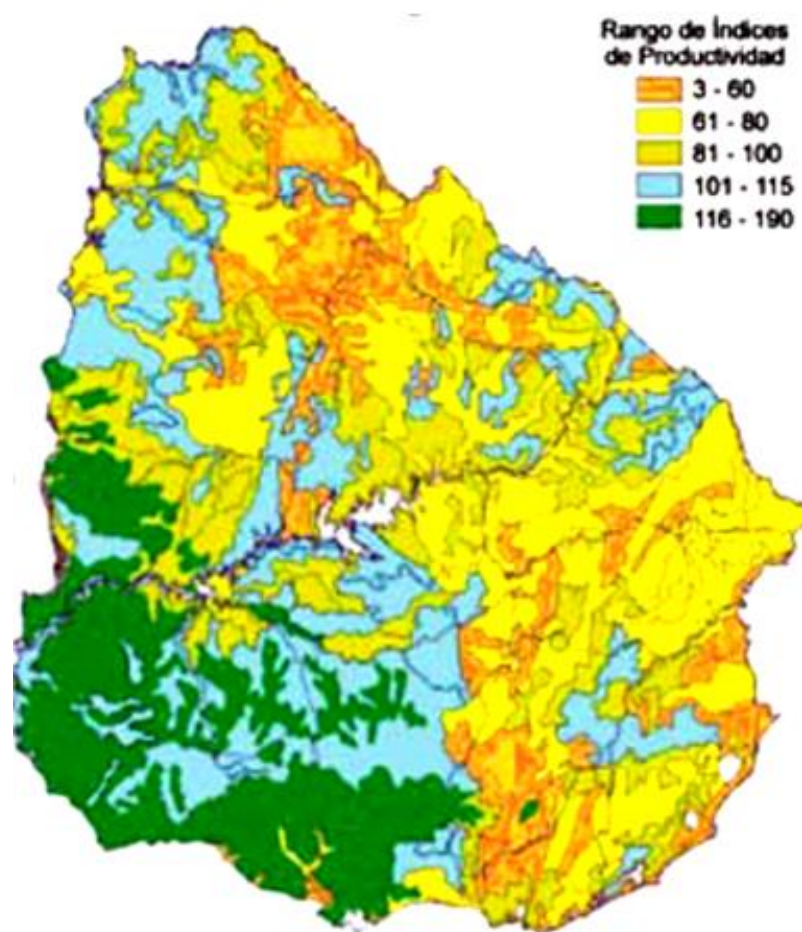 Rango de Índices
de Productividad
3 - 60
61 - 80
81 - 100
101 - 115
116 - 190